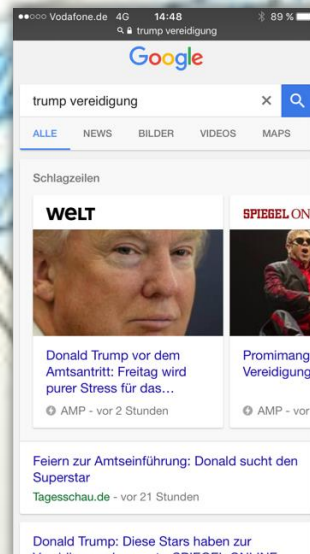 ●●○○○ Vodafone.de 4G 14:48 89 %
trump vereidigung
Google
trump vereidigung
ALLE NEWS BILDER VIDEOS MAPS
Schlagzeilen
WELT
SPIEGEL ON
Donald Trump vor dem
Amtsantritt: Freitag wird
purer Stress für das…
AMP - vor 2 Stunden
Promimang
Vereidigung
AMP - vor
Feiern zur Amtseinführung: Donald sucht den
Superstar
Tagesschau.de - vor 21 Stunden
Donald Trump: Diese Stars haben zur